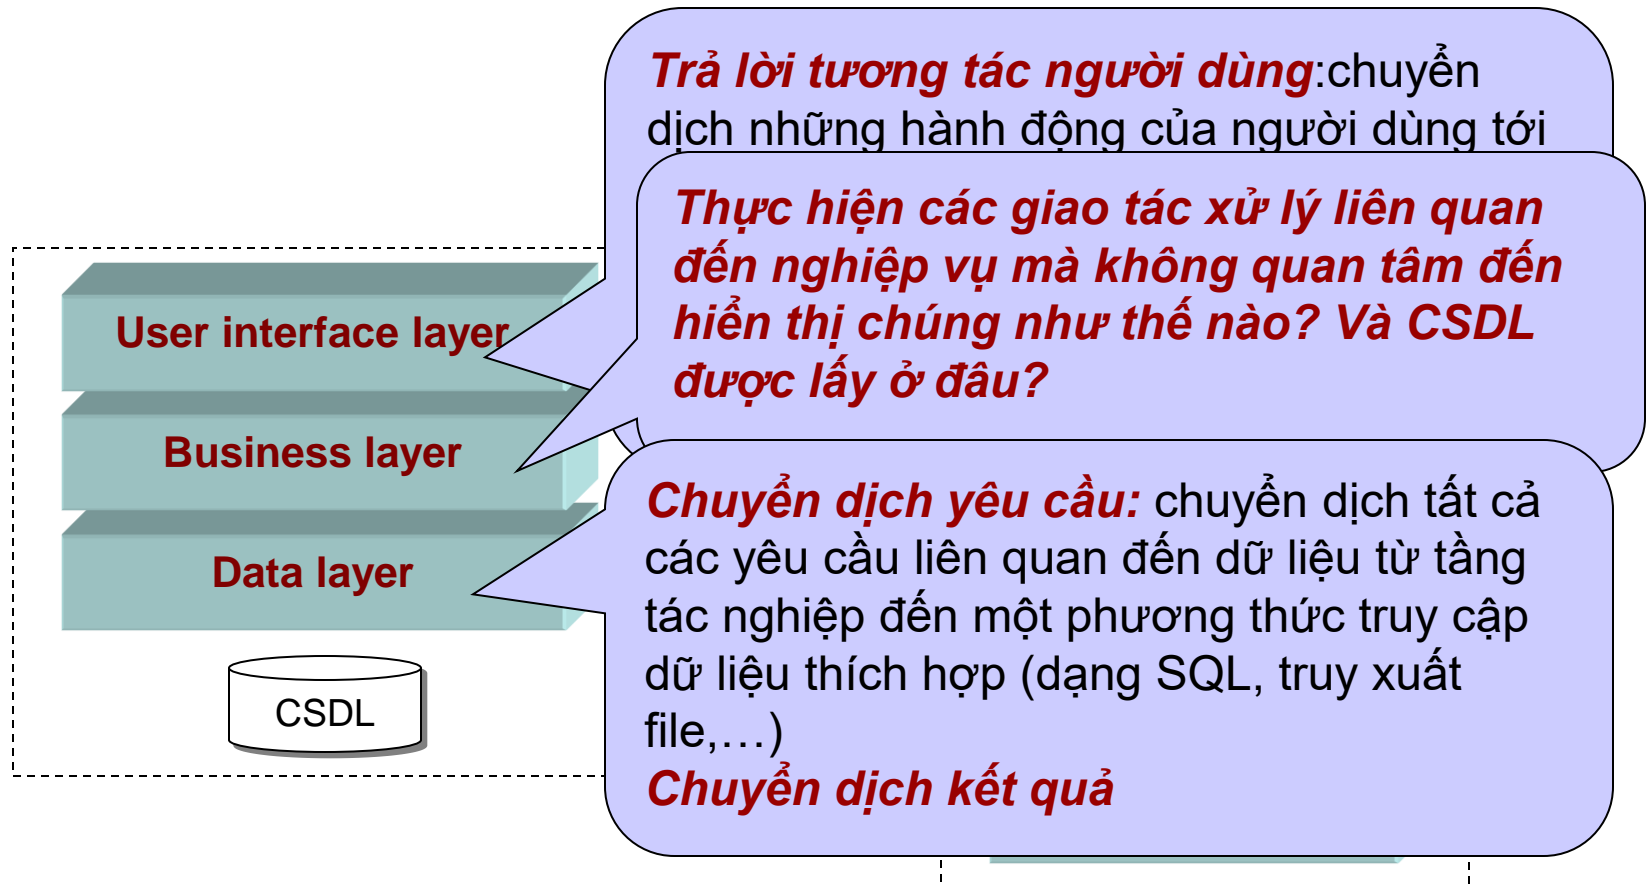 Trả lời tương tác người dùng:chuyển
dịch những hành động của người dùng tới
Thực hiện các giao tác xử lý liên quan
đến nghiệp vụ mà không quan tâm đến
hiển thị chúng như thế nào? Và CSDL
được lấy ở đâu?
User interface layer
Business layer
Data layer
CSDL
Chuyển dịch yêu cầu: chuyển dịch tất cả
các yêu cầu liên quan đến dữ liệu từ tầng
tác nghiệp đến một phương thức truy cập
dữ liệu thích hợp (dạng SQL, truy xuất
file,…)
Chuyển dịch kết quả